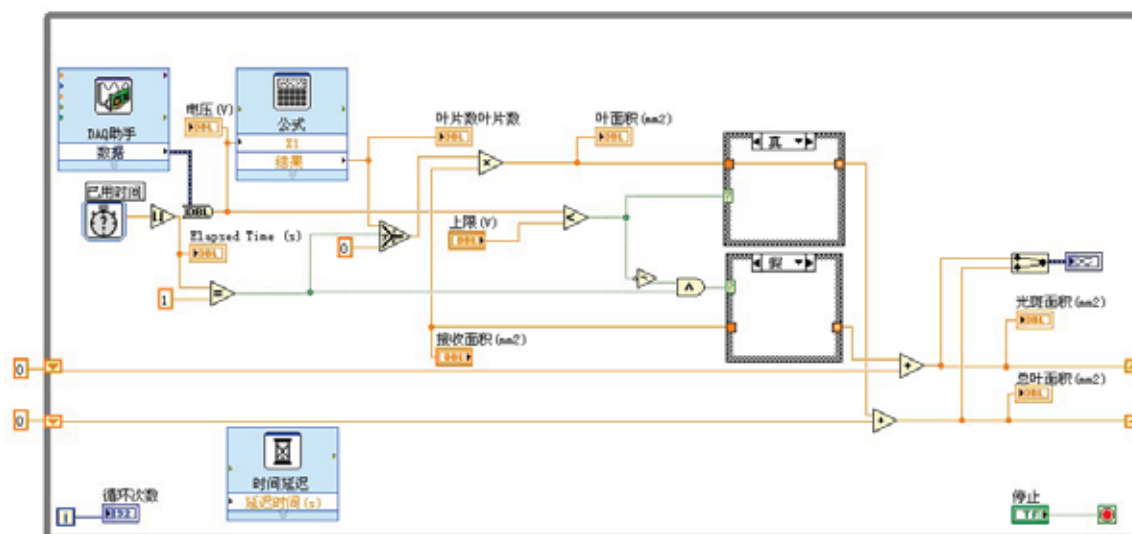 DAQ助手
数据
电压(V)
公式
X1
结果
叶片数叶片数
DBL
叶面积(mm2)
DBL
真
已用时间
DBL
Elapsed Time (s)
DBL
0
上限(V)
DBL
1
=
假
接收面积(mm2)
DBL
光斑面积(mm2)
DBL
0
总叶面积(mm2)
DBL
0
时间延迟
延迟时间(s)
循环次数
i
停止
TF